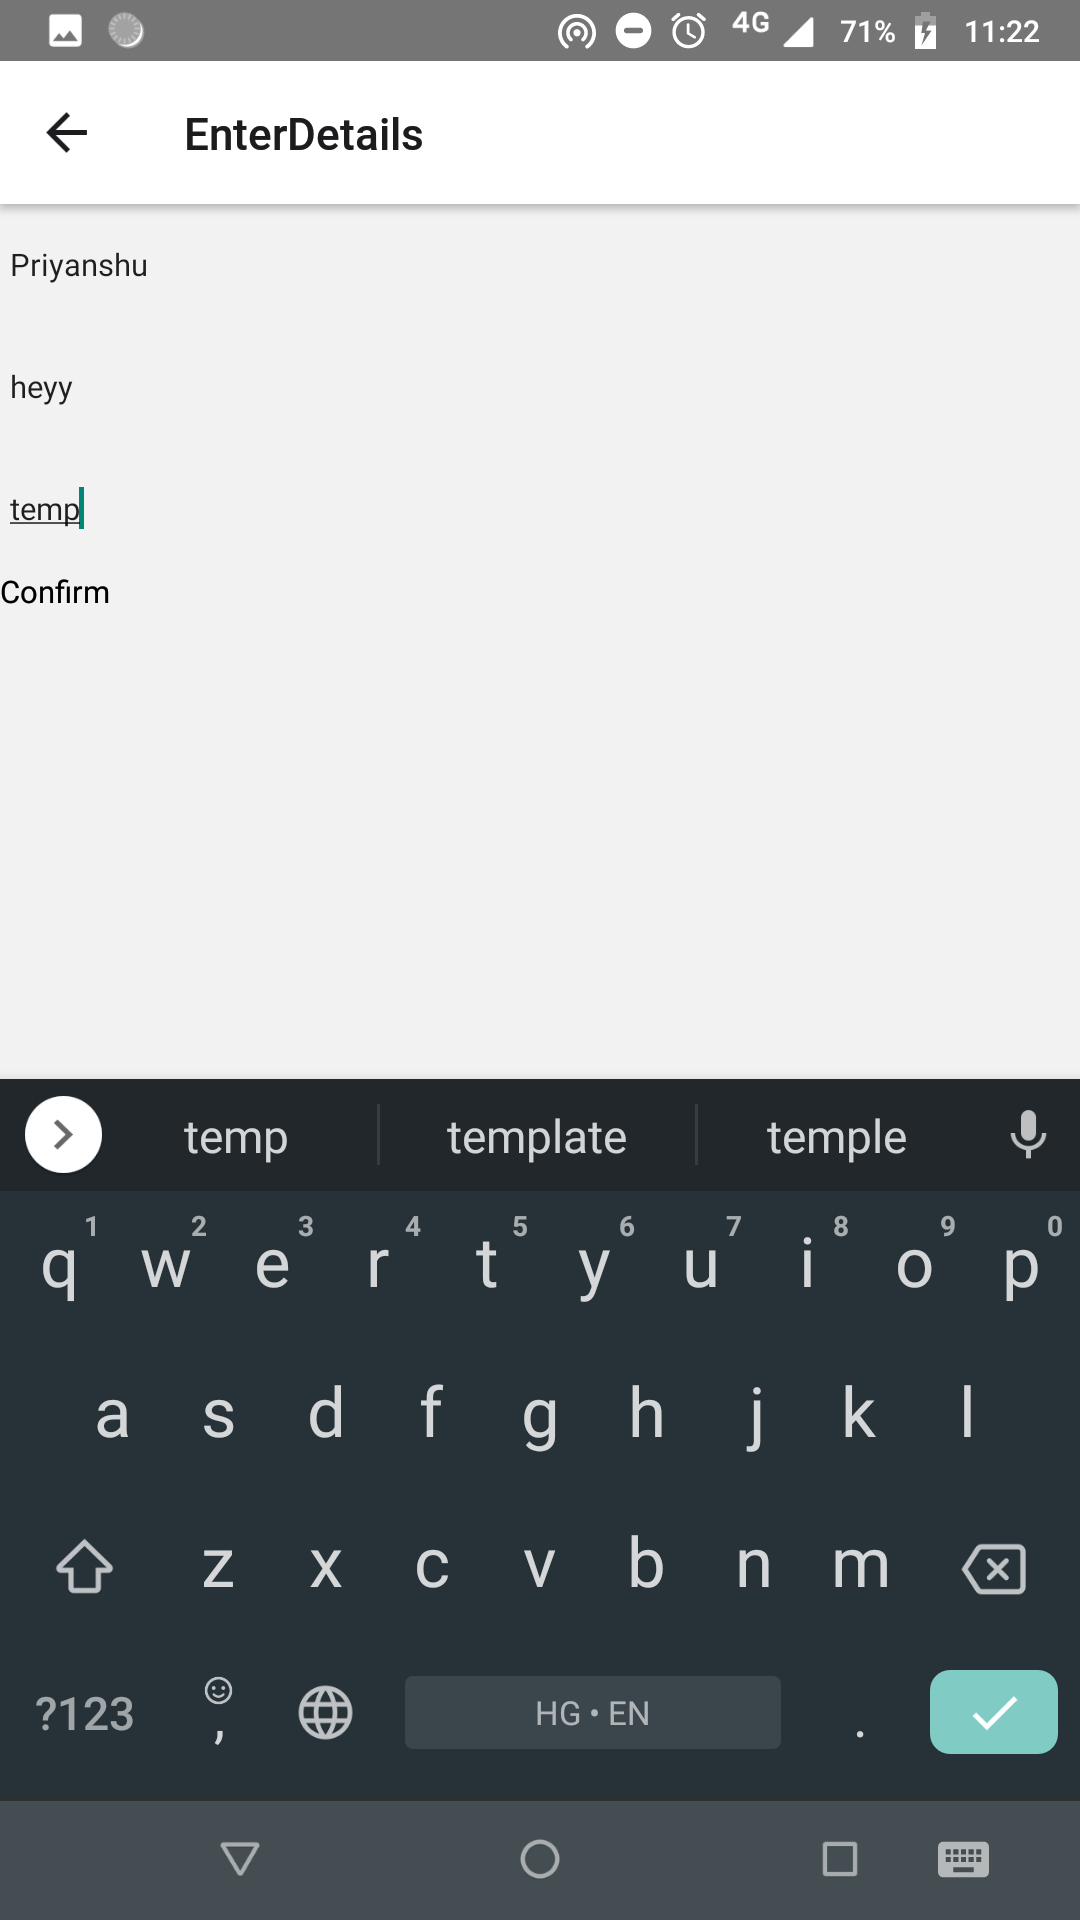 4G 71% 11:22
EnterDetails
Priyanshu
heyy
temp
Confirm
temp template temple
1 2 3 4 5 6 7 8 9 0
q w e r t y u i o p
a s d f g h j k l
z x c v b n m
?123 , HG • EN .